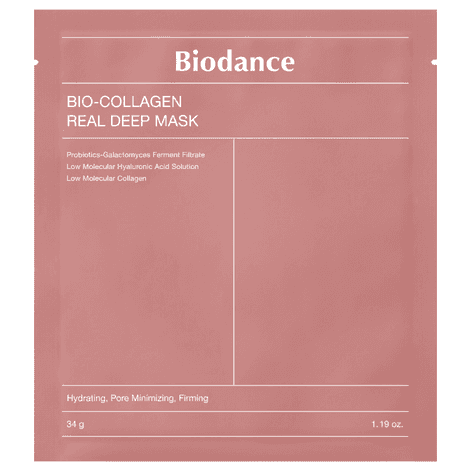 Biodance
BIO-COLLAGEN
REAL DEEP MASK
Probiotics-Galactomyces Ferment Filtrate
Low Molecular Hyaluronic Acid Solution
Low Molecular Collagen
Hydrating, Pore Minimizing, Firming
34 g 1.19 oz.